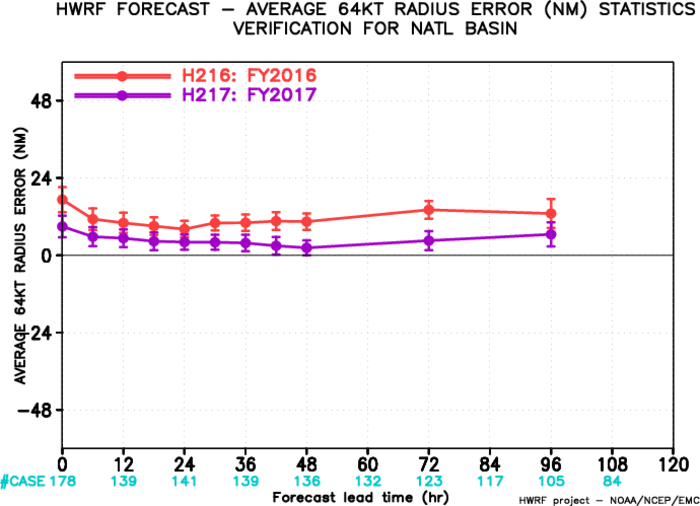 HWRF FORECAST – AVERAGE 64KT RADIUS ERROR (NM) STATISTICS
VERIFICATION FOR NATL BASIN
H216: FY2016
H217: FY2017
AVERAGE 64KT RADIUS ERROR (NM)
48
24
0
−24
−48
0 12 24 36 48 60 72 84 96 108 120
#CASE 178 139 141 139 136 132 123 117 105 84
Forecast lead time (hr)
HWRF project – NOAA/NCEP/EMC